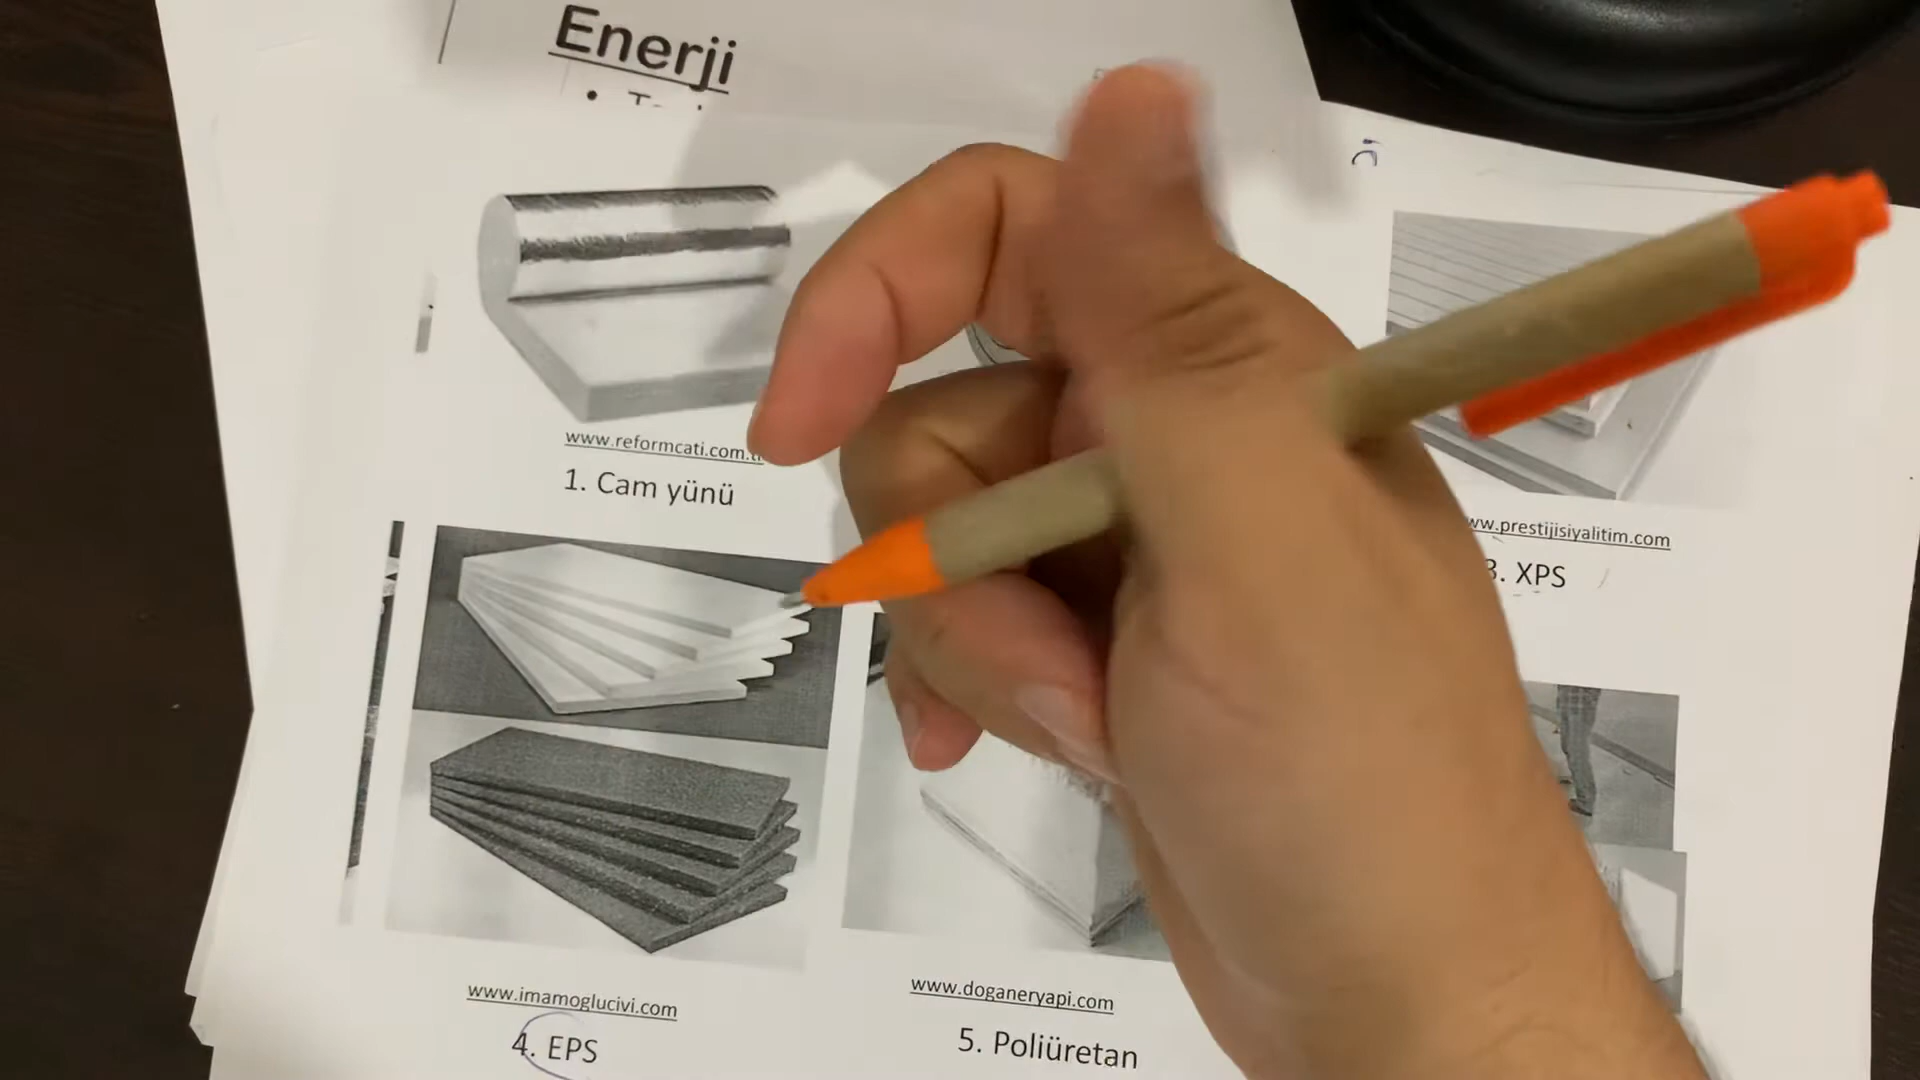 Enerji
www.reformcati.com.tr
1. Cam yünü
www.prestijisiyalitim.com
3. XPS
www.imamoglucivi.com
4. EPS
www.doganeryapi.com
5. Poliüretan